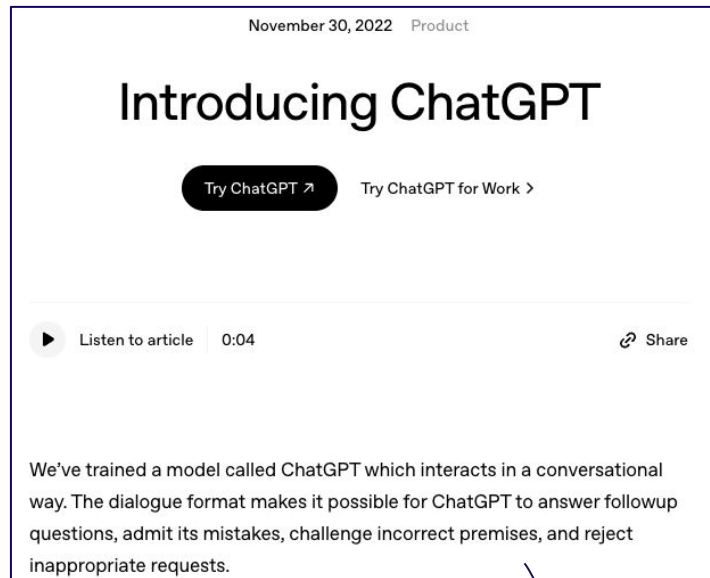 November 30, 2022 Product
Introducing ChatGPT
Try ChatGPT ↗ Try ChatGPT for Work >
Listen to article 0:04 Share
We’ve trained a model called ChatGPT which interacts in a conversational
way. The dialogue format makes it possible for ChatGPT to answer followup
questions, admit its mistakes, challenge incorrect premises, and reject
inappropriate requests.